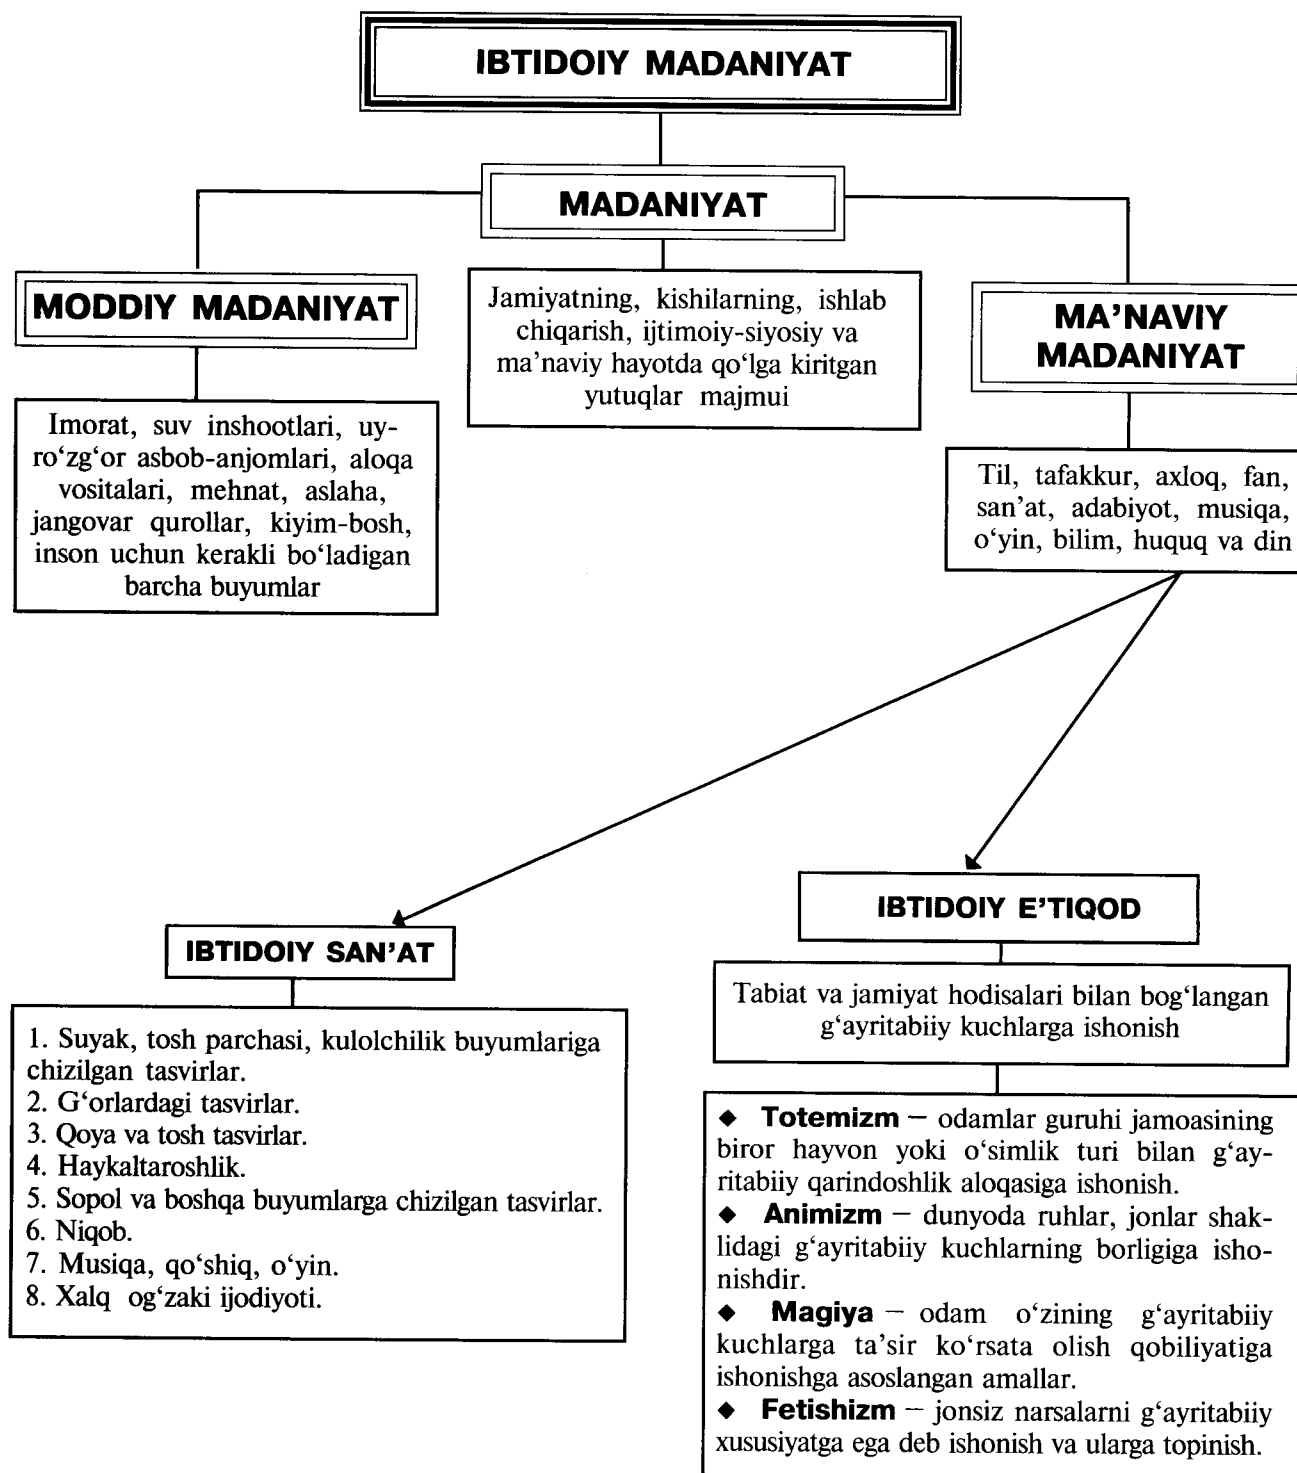 IBTIDOIY MADANIYAT
MADANIYAT
MODDIY MADANIYAT
Jamiyatning, kishilarning, ishlab
chiqarish, ijtimoiy-siyosiy va
ma’naviy hayotda qo‘lga kiritgan
yutuqlar majmui
MA’NAVIY
MADANIYAT
Imorat, suv inshootlari, uy-
ro‘zg‘or asbob-anjomlari, aloqa
vositalari, mehnat, aslaha,
jangovar qurollar, kiyim-bosh,
inson uchun kerakli bo‘ladigan
barcha buyumlar
Til, tafakkur, axloq, fan,
san’at, adabiyot, musiqa,
o‘yin, bilim, huquq va din
IBTIDOIY SAN’AT
1. Suyak, tosh parchasi, kulolchilik buyumlariga
chizilgan tasvirlar.
2. G‘orlardagi tasvirlar.
3. Qoya va tosh tasvirlar.
4. Haykaltaroshlik.
5. Sopol va boshqa buyumlarga chizilgan tasvirlar.
6. Niqob.
7. Musiqa, qo‘shiq, o‘yin.
8. Xalq og‘zaki ijodiyoti.
IBTIDOIY E’TIQOD
Tabiat va jamiyat hodisalari bilan bog‘langan
g‘ayritabiiy kuchlarga ishonish
◆ Totemizm — odamlar guruhi jamoasining
biror hayvon yoki o‘simlik turi bilan g‘ay-
ritabiiy qarindoshlik aloqasiga ishonish.
◆ Animizm — dunyoda ruhlar, jonlar shak-
lidagi g‘ayritabiiy kuchlarning borligiga isho-
nishdir.
◆ Magiya — odam o‘zining g‘ayritabiiy
kuchlarga ta’sir ko‘rsata olish qobiliyatiga
ishonishga asoslangan amallar.
◆ Fetishizm — jonsiz narsalarni g‘ayritabiiy
xususiyatga ega deb ishonish va ularga topinish.